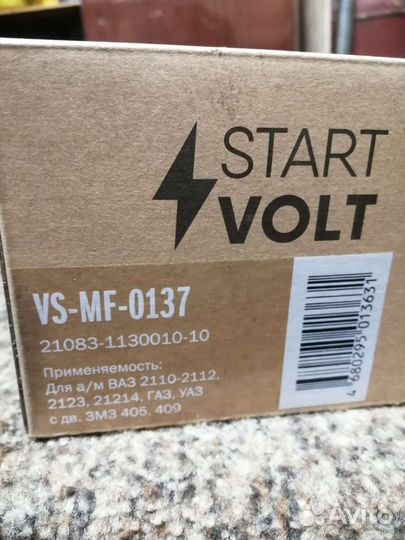 START
VOLT
VS-MF-0137
21083-1130010-10
Применяемость:
Для а/м ВАЗ 2110-2112,
2123, 21214, ГАЗ, УАЗ
с дв. ЗМЗ 405, 409
4 680295 013631
Avito